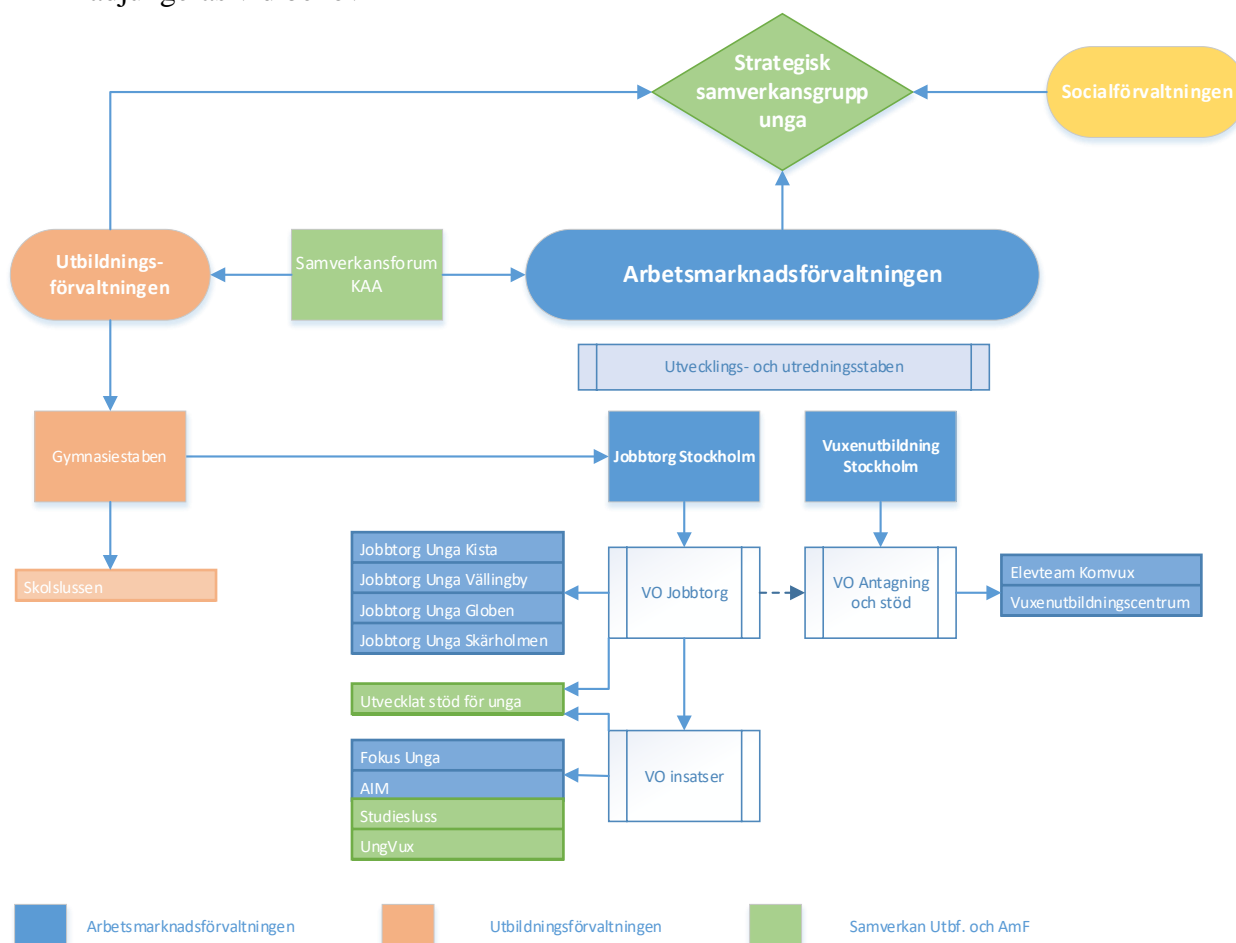 Strategisk
samverkansgrupp
unga
Socialförvaltningen
Utbildnings-
förvaltningen
Samverkansforum
KAA
Arbetsmarknadsförvaltningen
Utvecklings- och utredningsstaben
Gymnasiestaben
Jobbtorg Stockholm
Vuxenutbildning
Stockholm
Skolslussen
Jobbtorg Unga Kista
Jobbtorg Unga Vällingby
Jobbtorg Unga Globen
Jobbtorg Unga Skärholmen
VO Jobbtorg
VO Antagning
och stöd
Elevteam Komvux
Vuxenutbildningscentrum
Utvecklat stöd för unga
Fokus Unga
AIM
Studiesluss
UngVux
VO insatser
Arbetsmarknadsförvaltningen
Utbildningsförvaltningen
Samverkan Utbf. och AmF